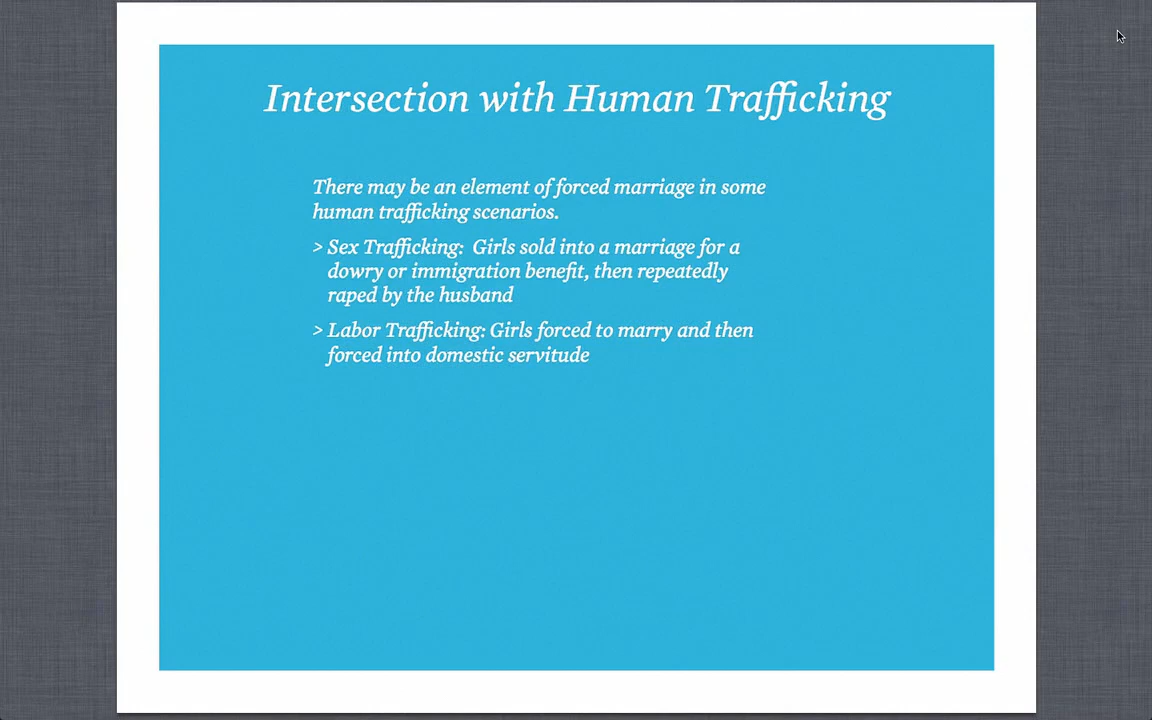 Intersection with Human Trafficking
There may be an element of forced marriage in some
human trafficking scenarios.
> Sex Trafficking:  Girls sold into a marriage for a
dowry or immigration benefit, then repeatedly
raped by the husband
> Labor Trafficking: Girls forced to marry and then
forced into domestic servitude